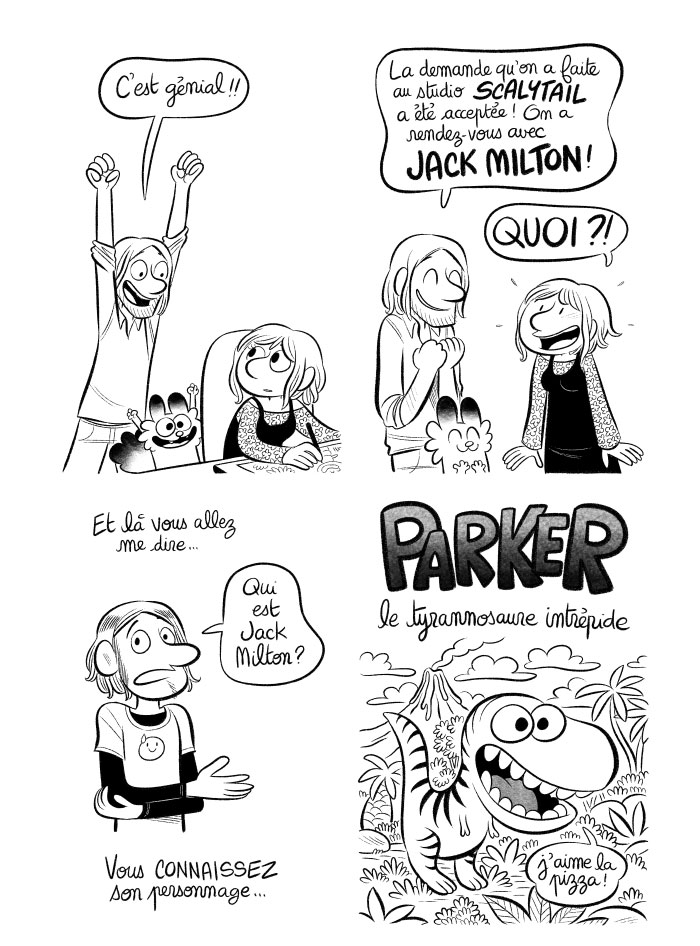 C'est génial !!
La demande qu'on a faite
au studio SCALYTAIL
a été acceptée ! On a
rendez-vous avec
JACK MILTON !
QUOI ?!
Et là vous allez
me dire...
Qui
est
Jack
Milton ?
Vous CONNAISSEZ
son personnage...
PARKER
le tyrannosaure intrépide
j'aime la
pizza !